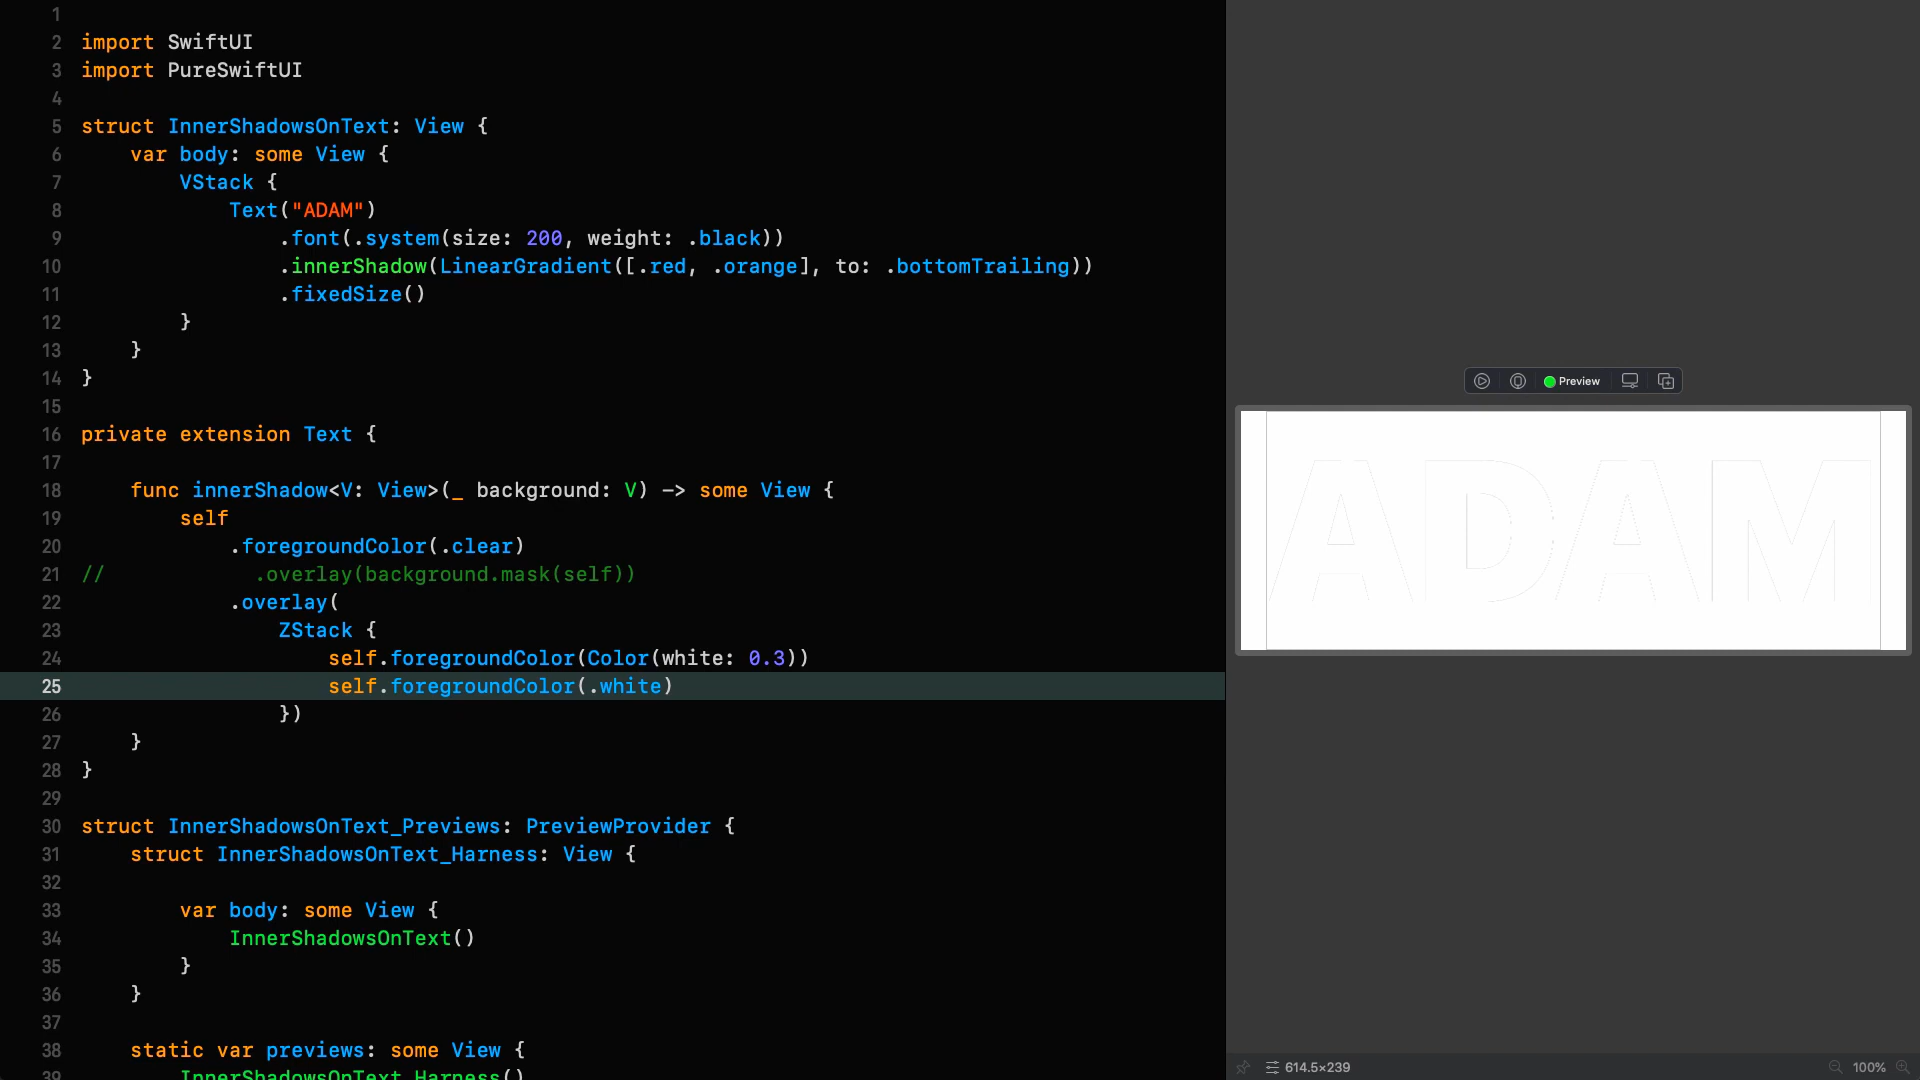 1
2 import SwiftUI
3 import PureSwiftUI
4
5 struct InnerShadowsOnText: View {
6     var body: some View {
7         VStack {
8             Text("ADAM")
9                 .font(.system(size: 200, weight: .black))
10                 .innerShadow(LinearGradient([.red, .orange], to: .bottomTrailing))
11                 .fixedSize()
12         }
13     }
14 }
15
16 private extension Text {
17
18     func innerShadow<V: View>(_ background: V) -> some View {
19         self
20             .foregroundColor(.clear)
21 //            .overlay(background.mask(self))
22             .overlay(
23                 ZStack {
24                     self.foregroundColor(Color(white: 0.3))
25                     self.foregroundColor(.white)
26                 })
27     }
28 }
29
30 struct InnerShadowsOnText_Previews: PreviewProvider {
31     struct InnerShadowsOnText_Harness: View {
32
33         var body: some View {
34             InnerShadowsOnText()
35         }
36     }
37
38     static var previews: some View {
39         InnerShadowsOnText_Harness()
Preview
ADAM
614.5×239
100%